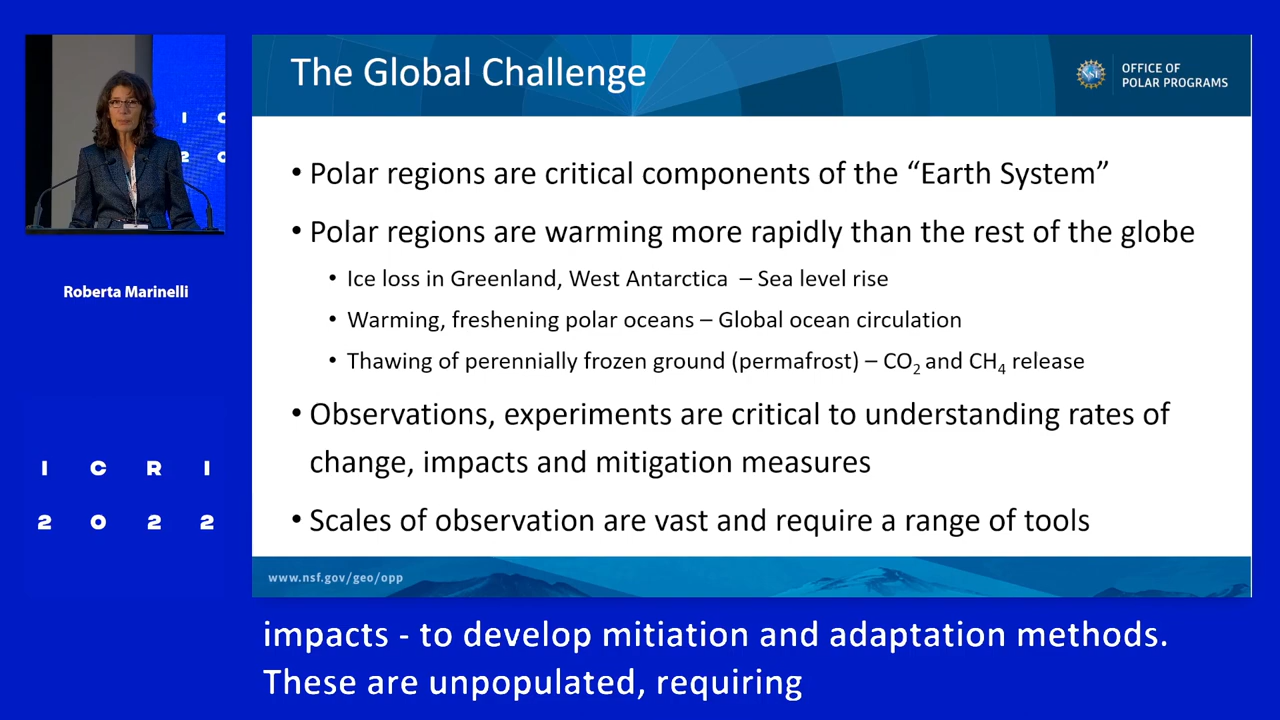 I C
2 0
Roberta Marinelli
I C R I
2 0 2 2
The Global Challenge
NSF
OFFICE OF
POLAR PROGRAMS
• Polar regions are critical components of the “Earth System”
• Polar regions are warming more rapidly than the rest of the globe
• Ice loss in Greenland, West Antarctica – Sea level rise
• Warming, freshening polar oceans – Global ocean circulation
• Thawing of perennially frozen ground (permafrost) – CO₂ and CH₄ release
• Observations, experiments are critical to understanding rates of
change, impacts and mitigation measures
• Scales of observation are vast and require a range of tools
www.nsf.gov/geo/opp
impacts - to develop mitiation and adaptation methods.
These are unpopulated, requiring